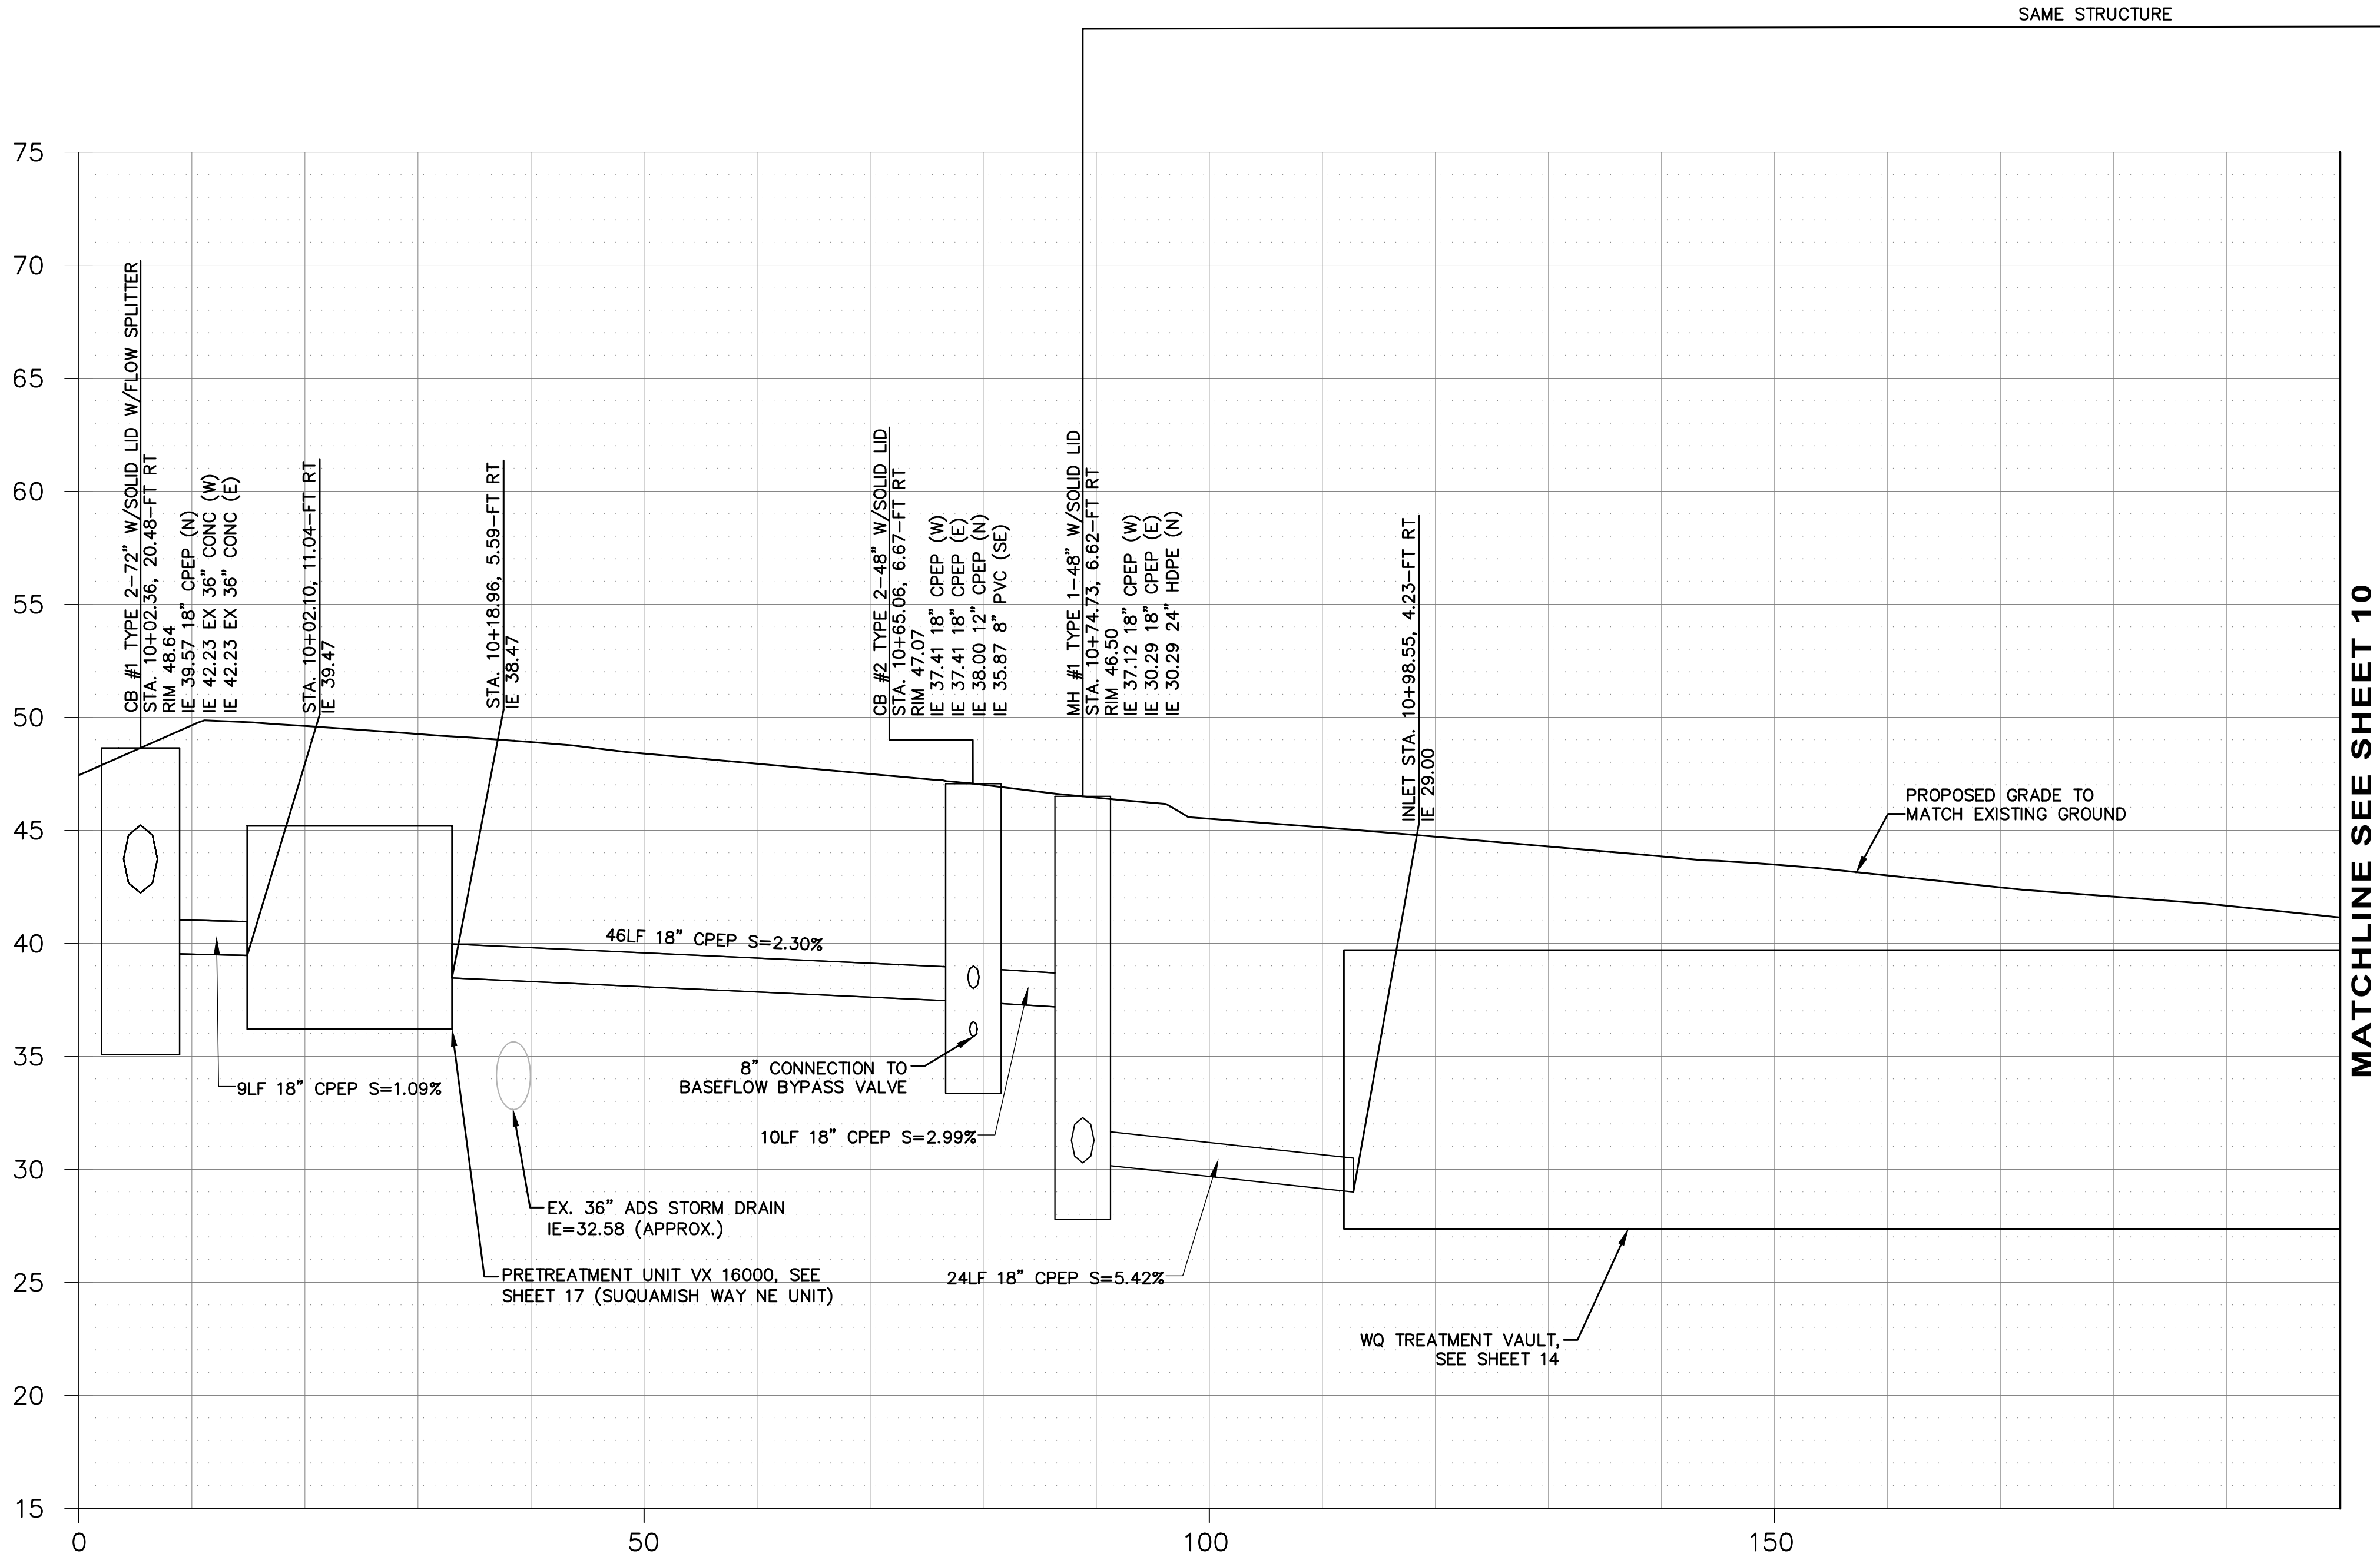 SAME STRUCTURE
75
70
65
60
55
50
45
40
35
30
25
20
15
0
50
100
150
CB #1 TYPE 2-72" W/SOLID LID W/FLOW SPLITTER
STA. 10+02.36, 20.48-FT RT
RIM 48.64
IE 39.57 18" CPEP (N)
IE 42.23 EX 36" CONC (W)
IE 42.23 EX 36" CONC (E)
STA. 10+02.10, 11.04-FT RT
IE 39.47
STA. 10+18.96, 5.59-FT RT
IE 38.47
CB #2 TYPE 2-48" W/SOLID LID
STA. 10+65.06, 6.67-FT RT
RIM 47.07
IE 37.41 18" CPEP (W)
IE 37.41 18" CPEP (E)
IE 38.00 12" CPEP (N)
IE 35.87 8" PVC (SE)
MH #1 TYPE 1-48" W/SOLID LID
STA. 10+74.73, 6.62-FT RT
RIM 46.50
IE 37.12 18" CPEP (W)
IE 30.29 18" CPEP (E)
IE 30.29 24" HDPE (N)
INLET STA. 10+98.55, 4.23-FT RT
IE 29.00
PROPOSED GRADE TO
MATCH EXISTING GROUND
46LF 18" CPEP S=2.30%
9LF 18" CPEP S=1.09%
8" CONNECTION TO
BASEFLOW BYPASS VALVE
10LF 18" CPEP S=2.99%
EX. 36" ADS STORM DRAIN
IE=32.58 (APPROX.)
PRETREATMENT UNIT VX 16000, SEE
SHEET 17 (SUQUAMISH WAY NE UNIT)
24LF 18" CPEP S=5.42%
WQ TREATMENT VAULT,
SEE SHEET 14
MATCHLINE SEE SHEET 10